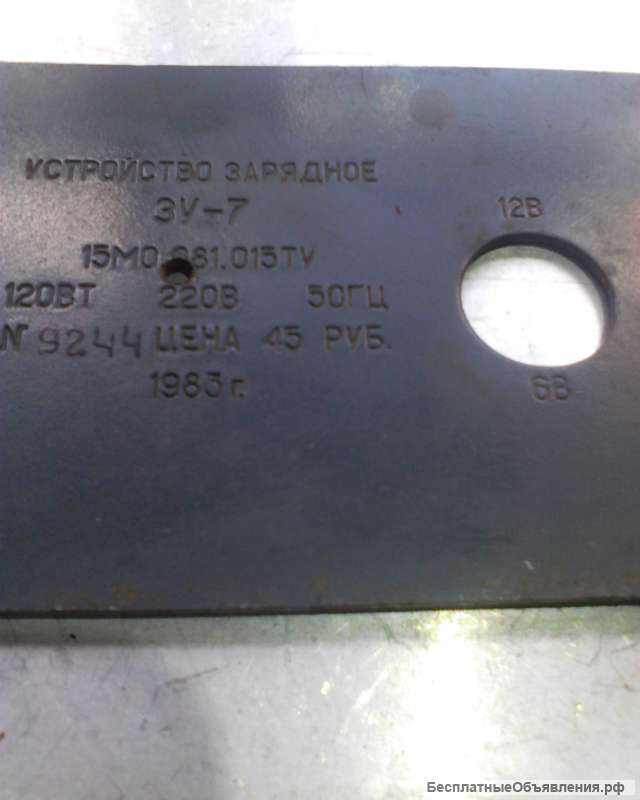 УСТРОЙСТВО ЗАРЯДНОЕ
ЗУ-7
12В
120ВТ 220В 50ГЦ
№ 9244 ЦЕНА 45 РУБ.
1983 г.
6В
БесплатныеОбъявления.рф